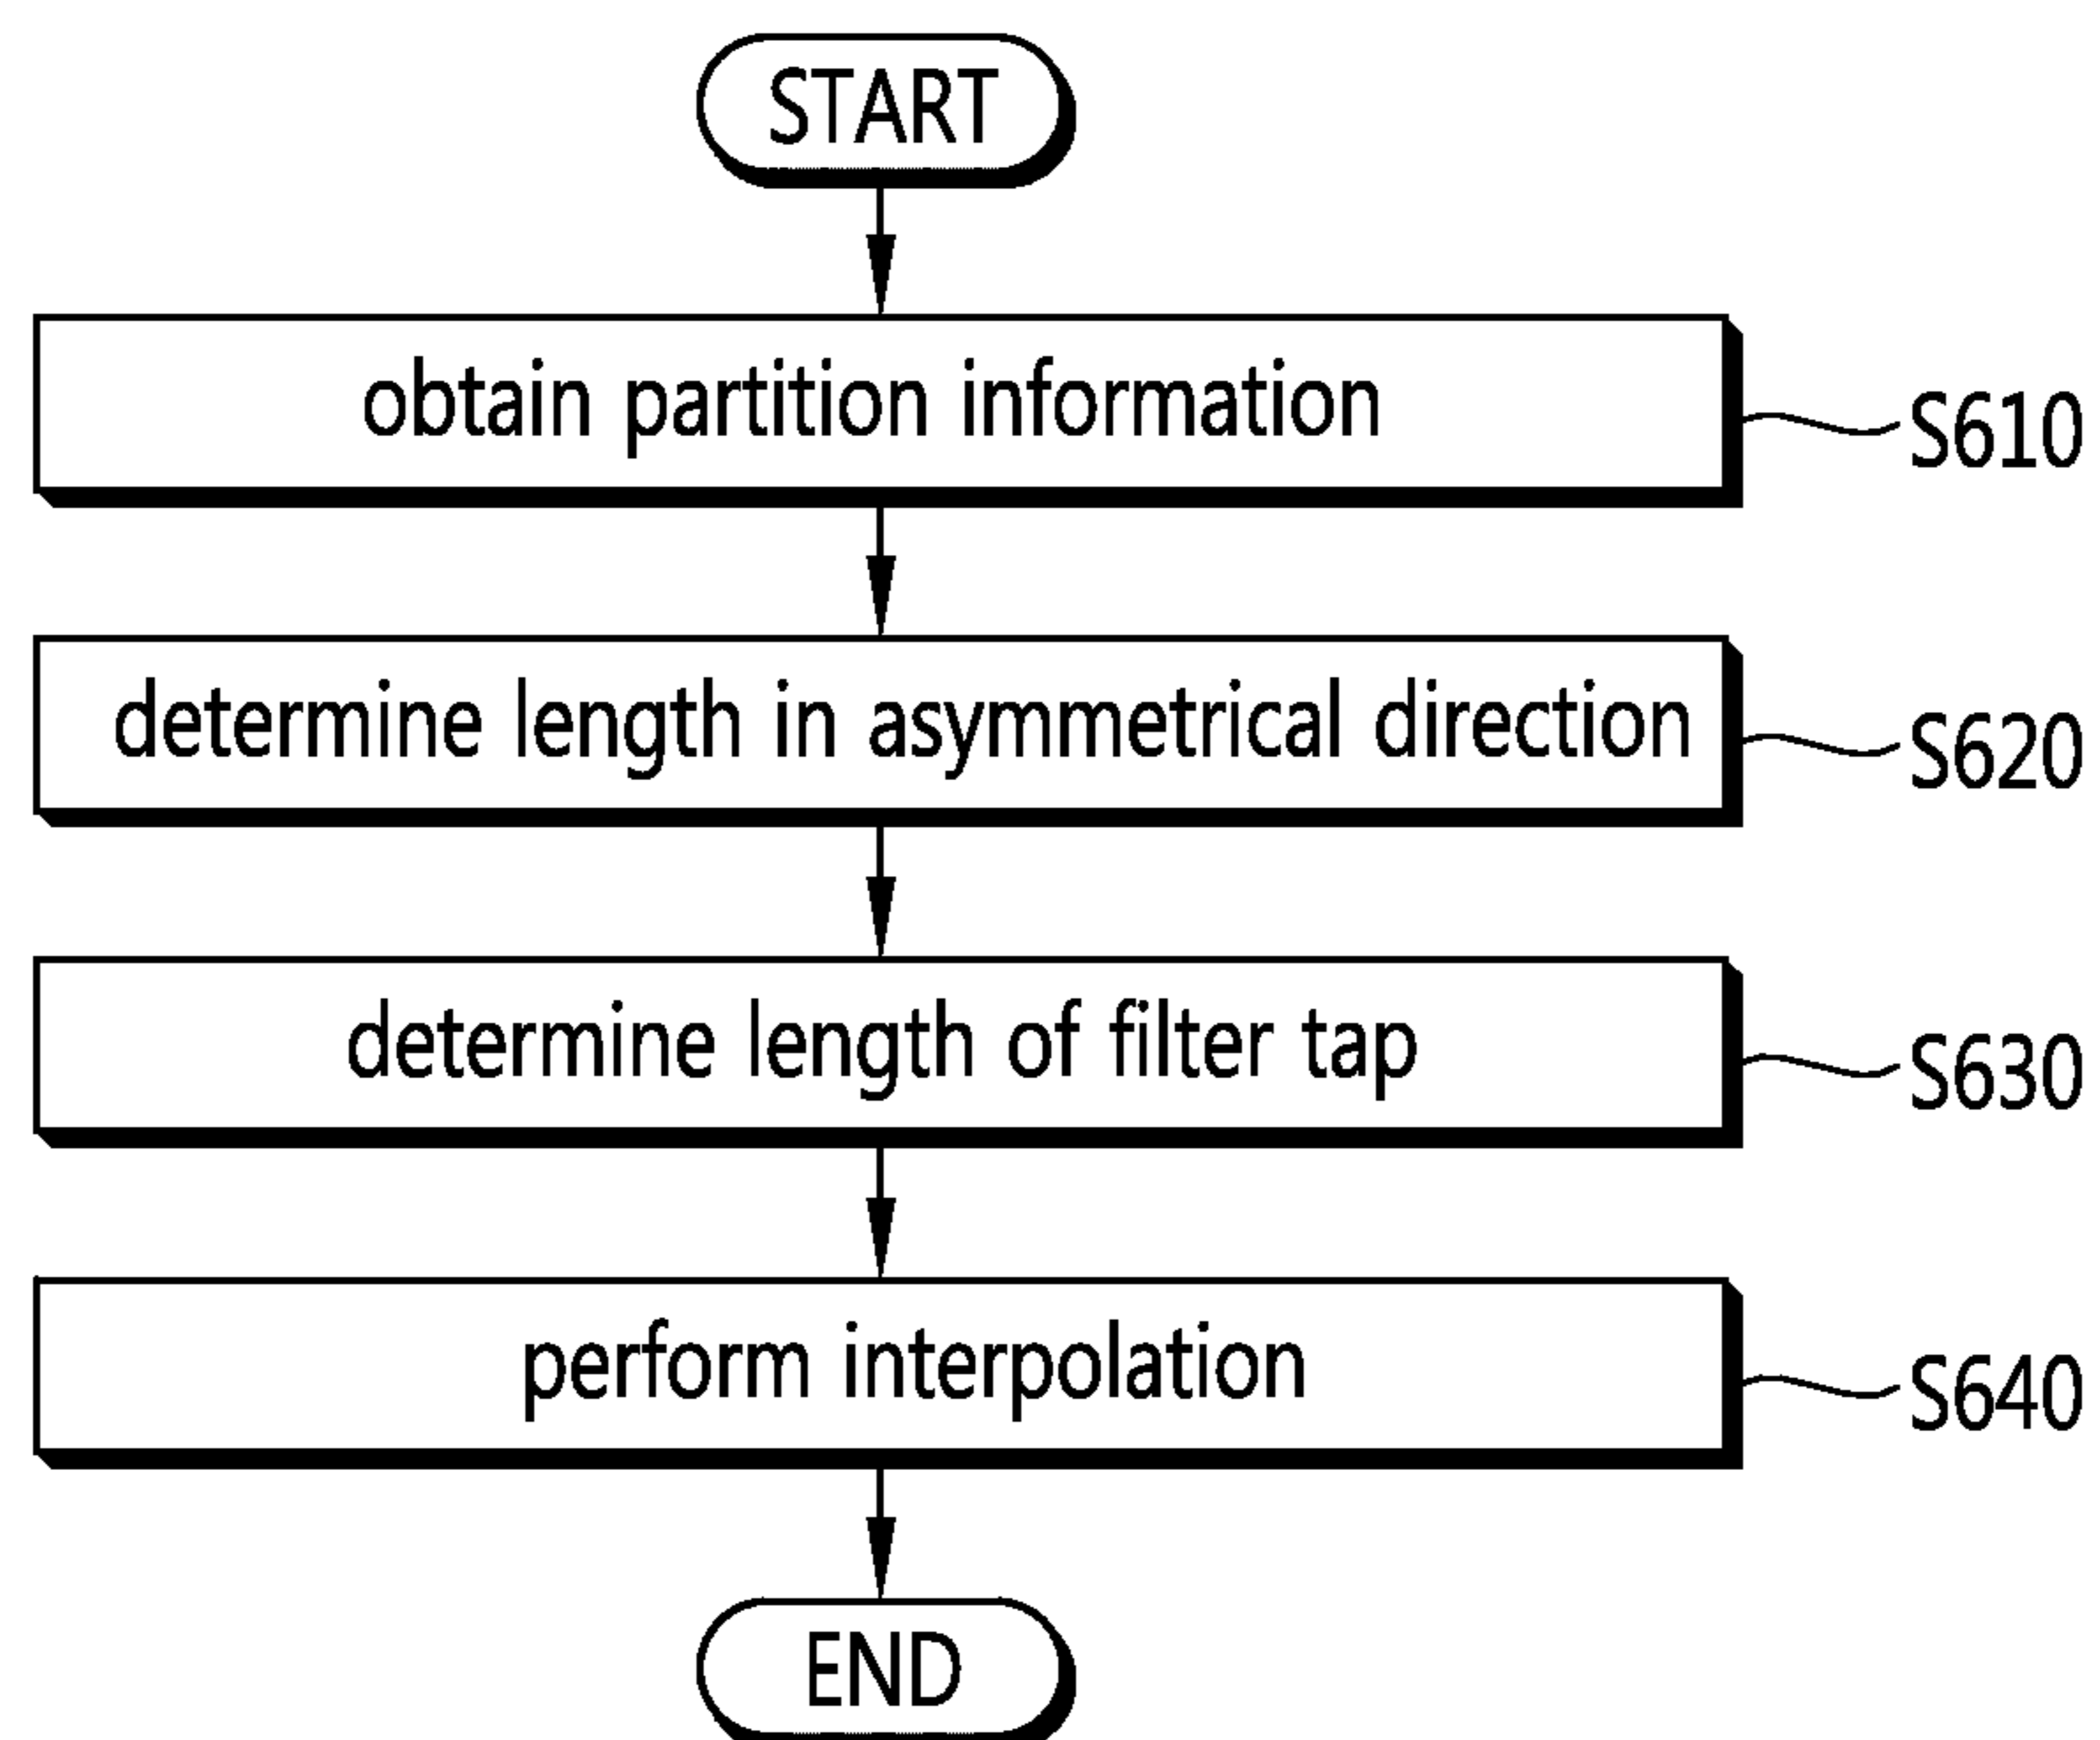 START
obtain partition information
S610
determine length in asymmetrical direction
S620
determine length of filter tap
S630
perform interpolation
S640
END